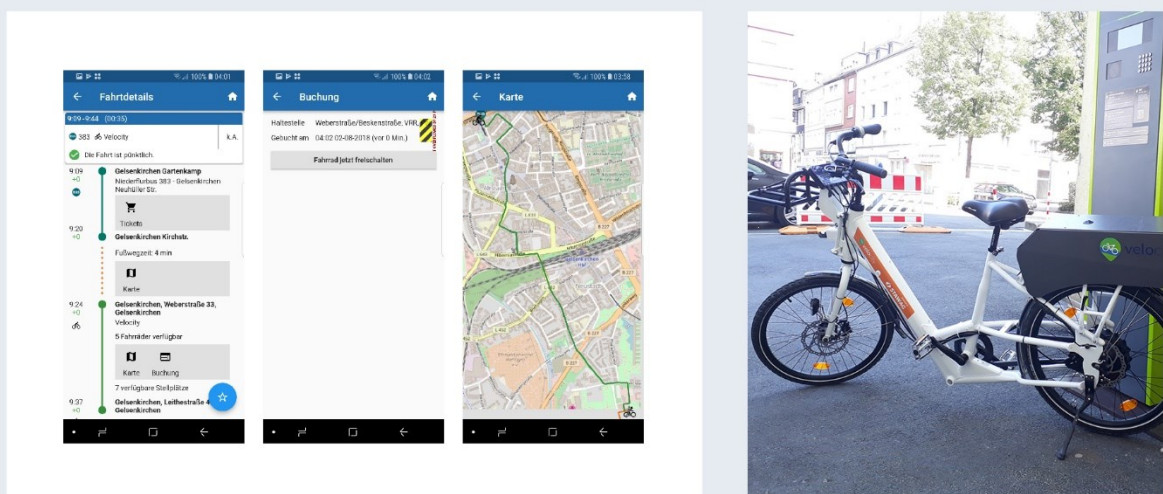 100% 04:01
Fahrtdetails
9:09-9:44 (00:35)
383 Velocity k.A.
Die Fahrt ist pünktlich.
9:09 Gelsenkirchen Gartenkamp
+0 Niederflurbus 383 - Gelsenkirchen
Neuhüller Str.
Tickets
9:20
+0 Gelsenkirchen Kirchstr.
Fußwegzeit: 4 min
Karte
9:24 Gelsenkirchen, Weberstraße 33,
+0 Gelsenkirchen
Velocity
5 Fahrräder verfügbar
Karte Buchung
7 verfügbare Stellplätze
9:37 Gelsenkirchen, Leithestraße
+0 Gelsenkirchen
100% 04:02
Buchung
Haltestelle Weberstraße/Beskenstraße, VRR,
Gebucht am 04:02 02-08-2018 (vor 0 Min.)
Fahrrad jetzt freischalten
100% 03:58
Karte
velo